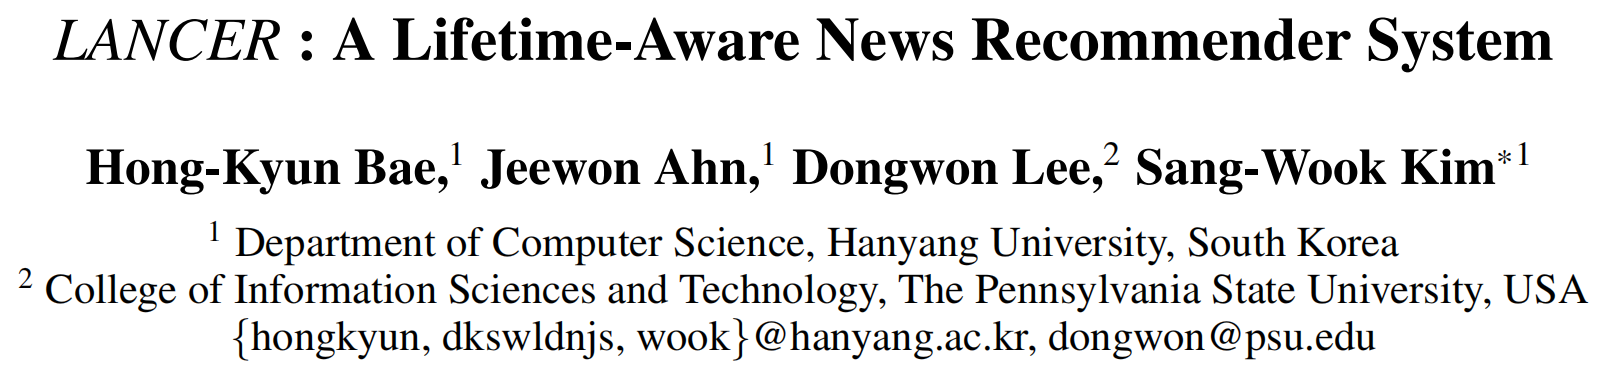 LANCER : A Lifetime-Aware News Recommender System
Hong-Kyun Bae,1 Jeewon Ahn,1 Dongwon Lee,2 Sang-Wook Kim*1
1 Department of Computer Science, Hanyang University, South Korea
2 College of Information Sciences and Technology, The Pennsylvania State University, USA
{hongkyun, dkswldnjs, wook}@hanyang.ac.kr, dongwon@psu.edu